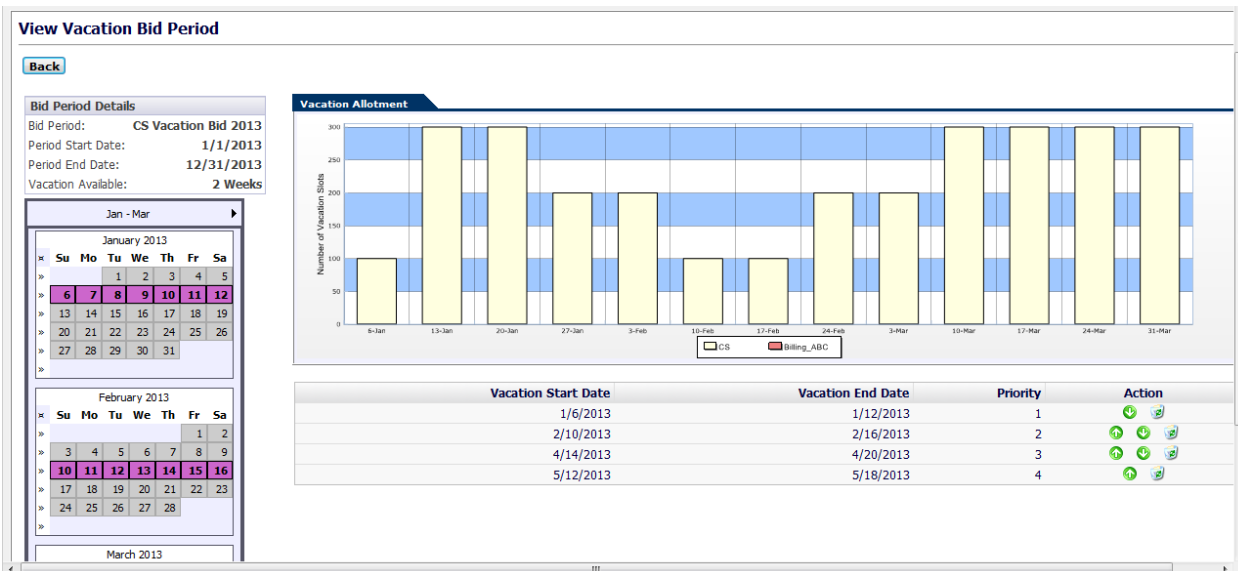 View Vacation Bid Period
Back
Bid Period Details
Bid Period: CS Vacation Bid 2013
Period Start Date: 1/1/2013
Period End Date: 12/31/2013
Vacation Available: 2 Weeks
Jan - Mar
January 2013
¤ Su Mo Tu We Th Fr Sa
» 1 2 3 4 5
» 6 7 8 9 10 11 12
» 13 14 15 16 17 18 19
» 20 21 22 23 24 25 26
» 27 28 29 30 31
»
February 2013
¤ Su Mo Tu We Th Fr Sa
» 1 2
» 3 4 5 6 7 8 9
» 10 11 12 13 14 15 16
» 17 18 19 20 21 22 23
» 24 25 26 27 28
»
March 2013
Vacation Allotment
Number of Vacation Slots
300
250
200
150
100
50
0
6-Jan 13-Jan 20-Jan 27-Jan 3-Feb 10-Feb 17-Feb 24-Feb 3-Mar 10-Mar 17-Mar 24-Mar 31-Mar
CS Billing_ABC
Vacation Start Date Vacation End Date Priority Action
1/6/2013 1/12/2013 1
2/10/2013 2/16/2013 2
4/14/2013 4/20/2013 3
5/12/2013 5/18/2013 4